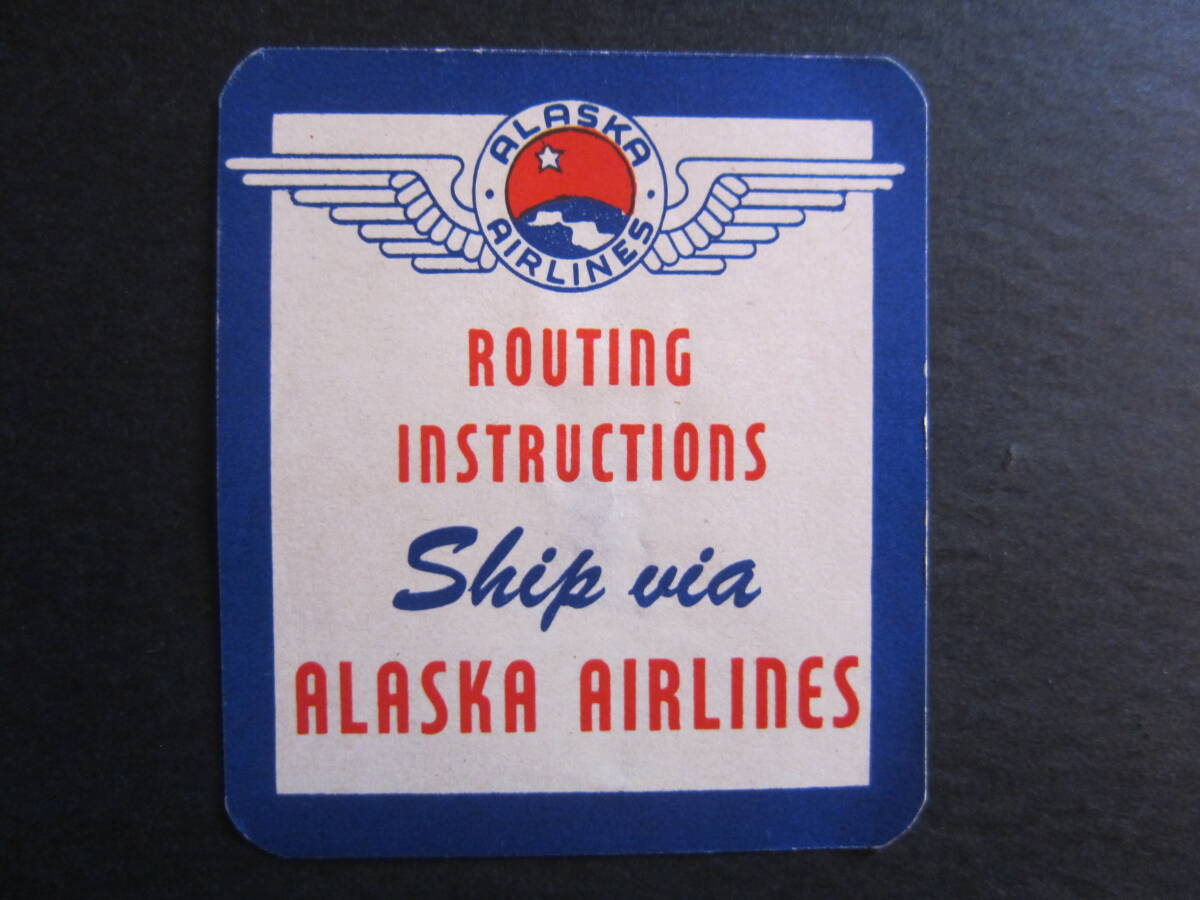 ALASKA
AIRLINES
ROUTING
INSTRUCTIONS
Ship via
ALASKA AIRLINES